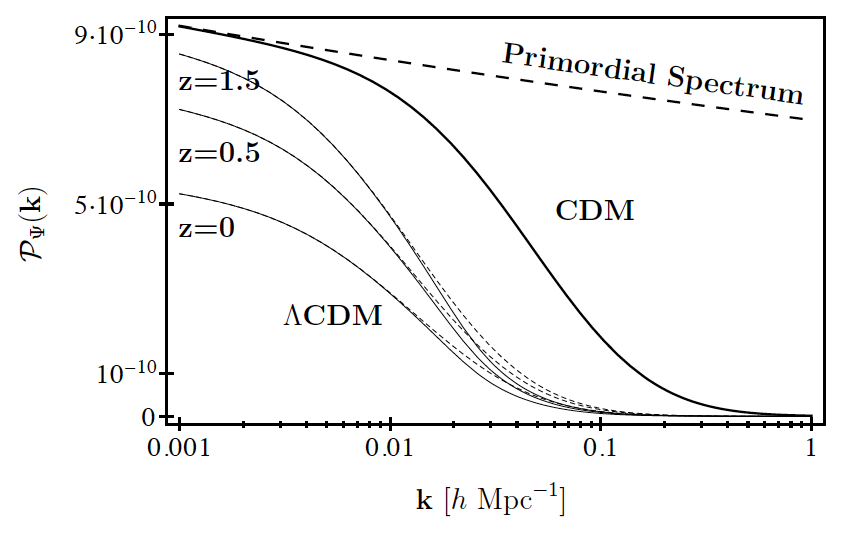 9·10⁻¹⁰
Primordial Spectrum
z=1.5
z=0.5
5·10⁻¹⁰
CDM
z=0
𝒫_Ψ(k)
ΛCDM
10⁻¹⁰
0
0.001 0.01 0.1 1
k [h Mpc⁻¹]